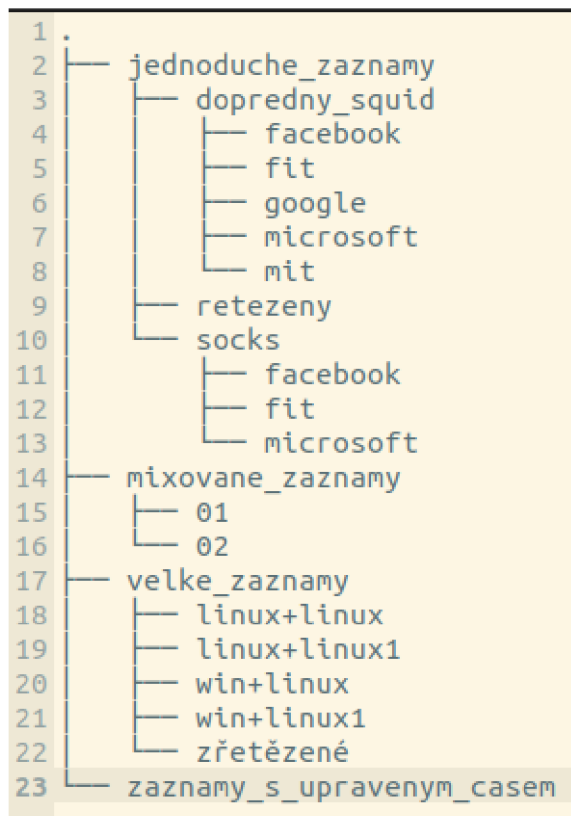 1 .
2 ├── jednoduche_zaznamy
3 │   ├── dopredny_squid
4 │   │   ├── facebook
5 │   │   ├── fit
6 │   │   ├── google
7 │   │   ├── microsoft
8 │   │   └── mit
9 │   ├── retezeny
10 │   └── socks
11 │       ├── facebook
12 │       ├── fit
13 │       └── microsoft
14 ├── mixovane_zaznamy
15 │   ├── 01
16 │   └── 02
17 ├── velke_zaznamy
18 │   ├── linux+linux
19 │   ├── linux+linux1
20 │   ├── win+linux
21 │   ├── win+linux1
22 │   └── zřetězené
23 └── zaznamy_s_upravenym_casem